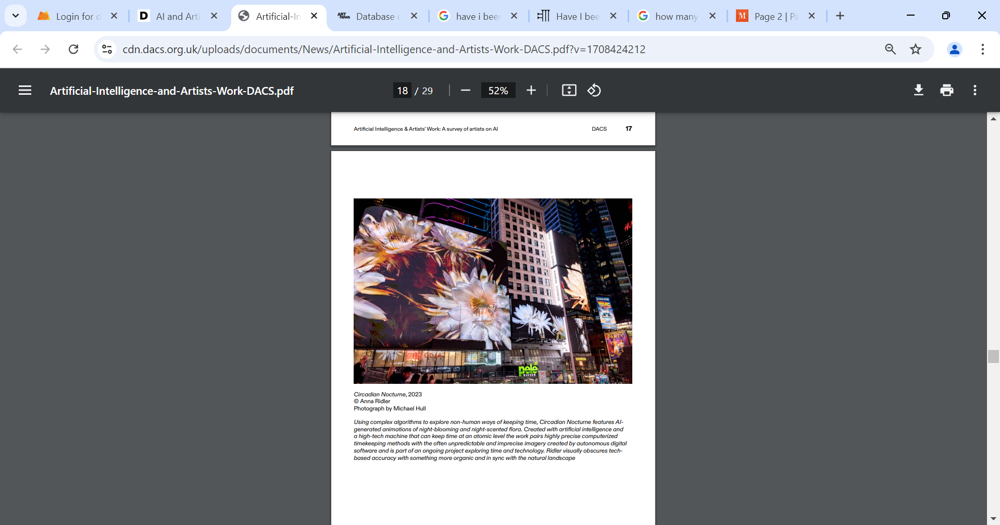 Login for d
AI and Arti
Artificial-In
ART news
Database c
have i beer
Have I bee
how many
M
Page 2 | Pa
cdn.dacs.org.uk/uploads/documents/News/Artificial-Intelligence-and-Artists-Work-DACS.pdf?v=1708424212
Artificial-Intelligence-and-Artists-Work-DACS.pdf
18 / 29
52%
Artificial Intelligence & Artists' Work: A survey of artists on AI
DACS
17
H&M
EXPRESS
PARTY!
EXPRESS
pelé
SOCCER
Circadian Nocturne, 2023
© Anna Ridler
Photograph by Michael Hull
Using complex algorithms to explore non-human ways of keeping time, Circadian Nocturne features AI-
generated animations of night-blooming and night-scented flora. Created with artificial intelligence and
a high-tech machine that can keep time at an atomic level the work pairs highly precise computerized
timekeeping methods with the often unpredictable and imprecise imagery created by autonomous digital
software and is part of an ongoing project exploring time and technology. Ridler visually obscures tech-
based accuracy with something more organic and in sync with the natural landscape